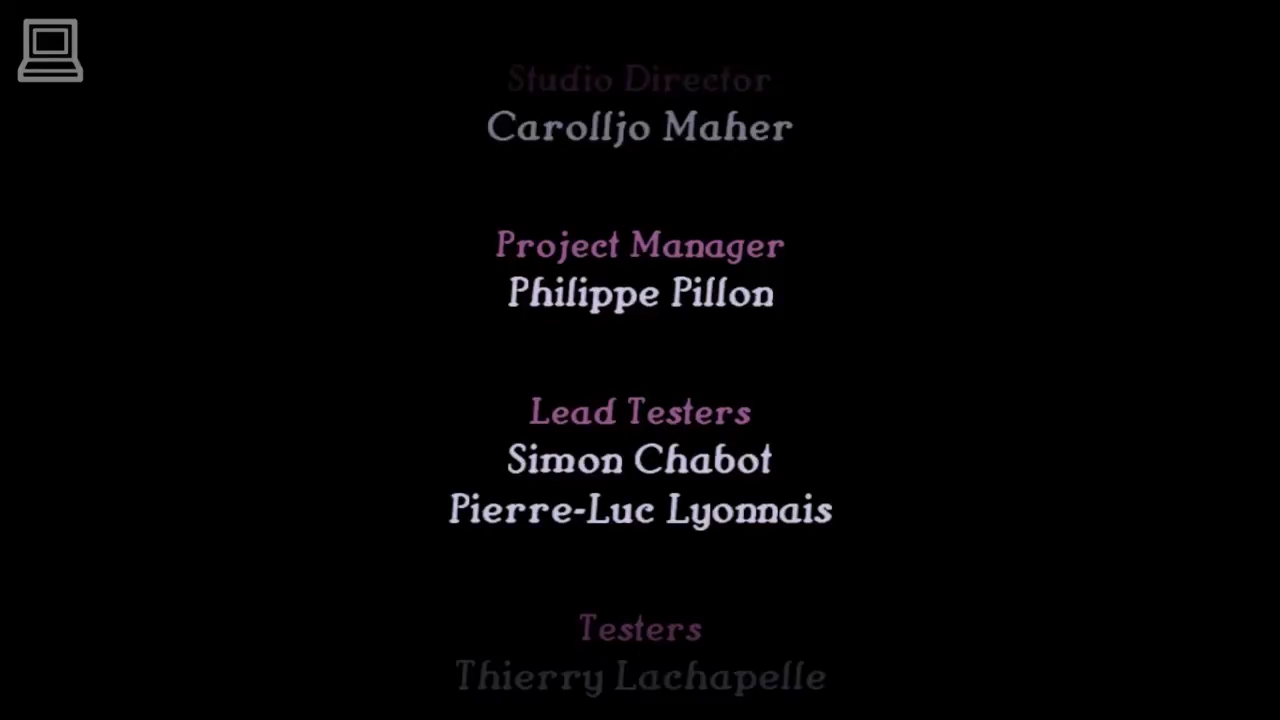 Studio Director
Carolljo Maher
Project Manager
Philippe Pillon
Lead Testers
Simon Chabot
Pierre-Luc Lyonnais
Testers
Thierry Lachapelle